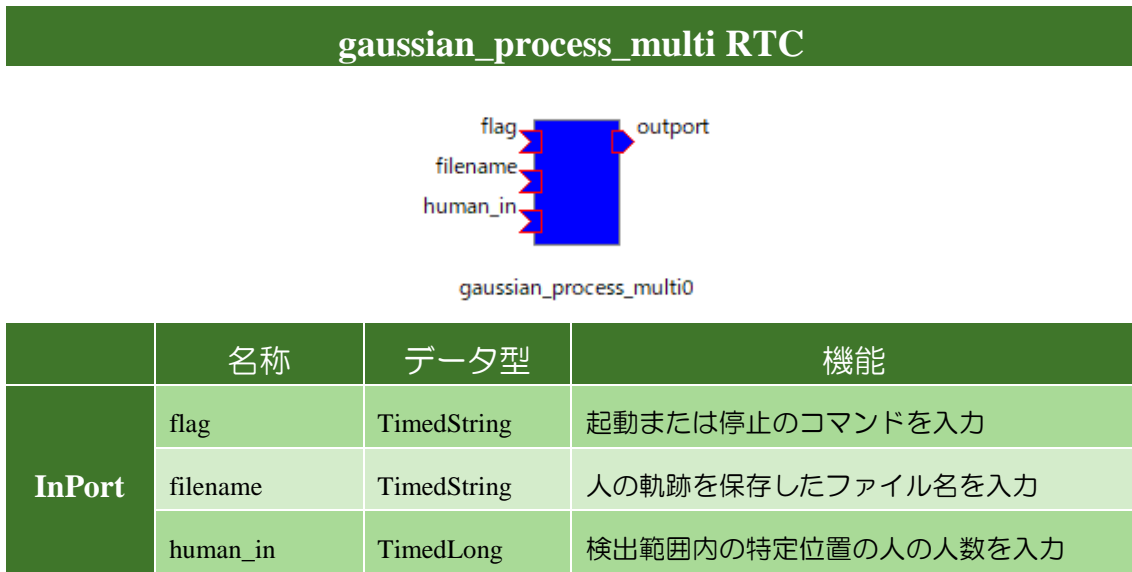 gaussian_process_multi RTC
flag outport
filename
human_in
gaussian_process_multi0
名称 データ型 機能
InPort
flag TimedString 起動または停止のコマンドを入力
filename TimedString 人の軌跡を保存したファイル名を入力
human_in TimedLong 検出範囲内の特定位置の人の人数を入力